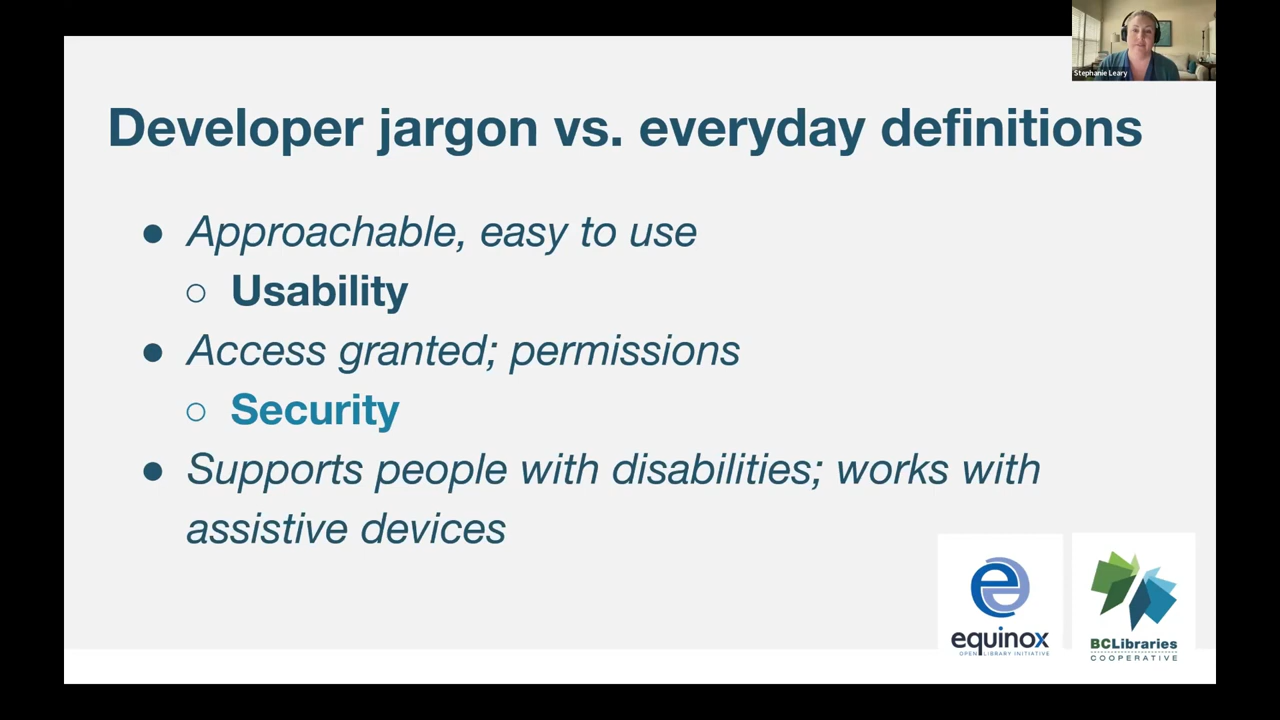 Stephanie Leary
Developer jargon vs. everyday definitions
● Approachable, easy to use
○ Usability
● Access granted; permissions
○ Security
● Supports people with disabilities; works with
assistive devices
equinox
OPEN LIBRARY INITIATIVE
BCLibraries
COOPERATIVE